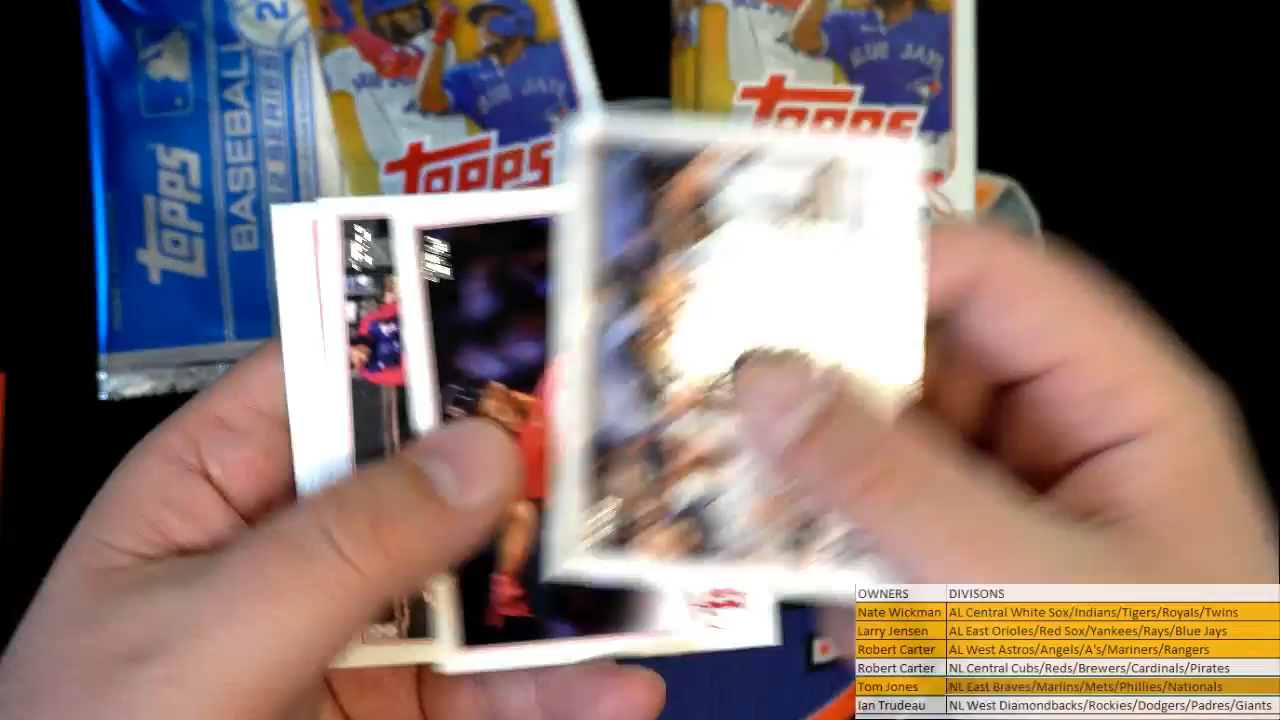 TOPPS
BASEBALL
BLUE JAYS
TOPPS
BLUE JAYS
TOPPS
OWNERS DIVISONS
Nate Wickman AL Central White Sox/Indians/Tigers/Royals/Twins
Larry Jensen AL East Orioles/Red Sox/Yankees/Rays/Blue Jays
Robert Carter AL West Astros/Angels/A's/Mariners/Rangers
Robert Carter NL Central Cubs/Reds/Brewers/Cardinals/Pirates
Tom Jones NL East Braves/Marlins/Mets/Phillies/Nationals
Ian Trudeau NL West Diamondbacks/Rockies/Dodgers/Padres/Giants